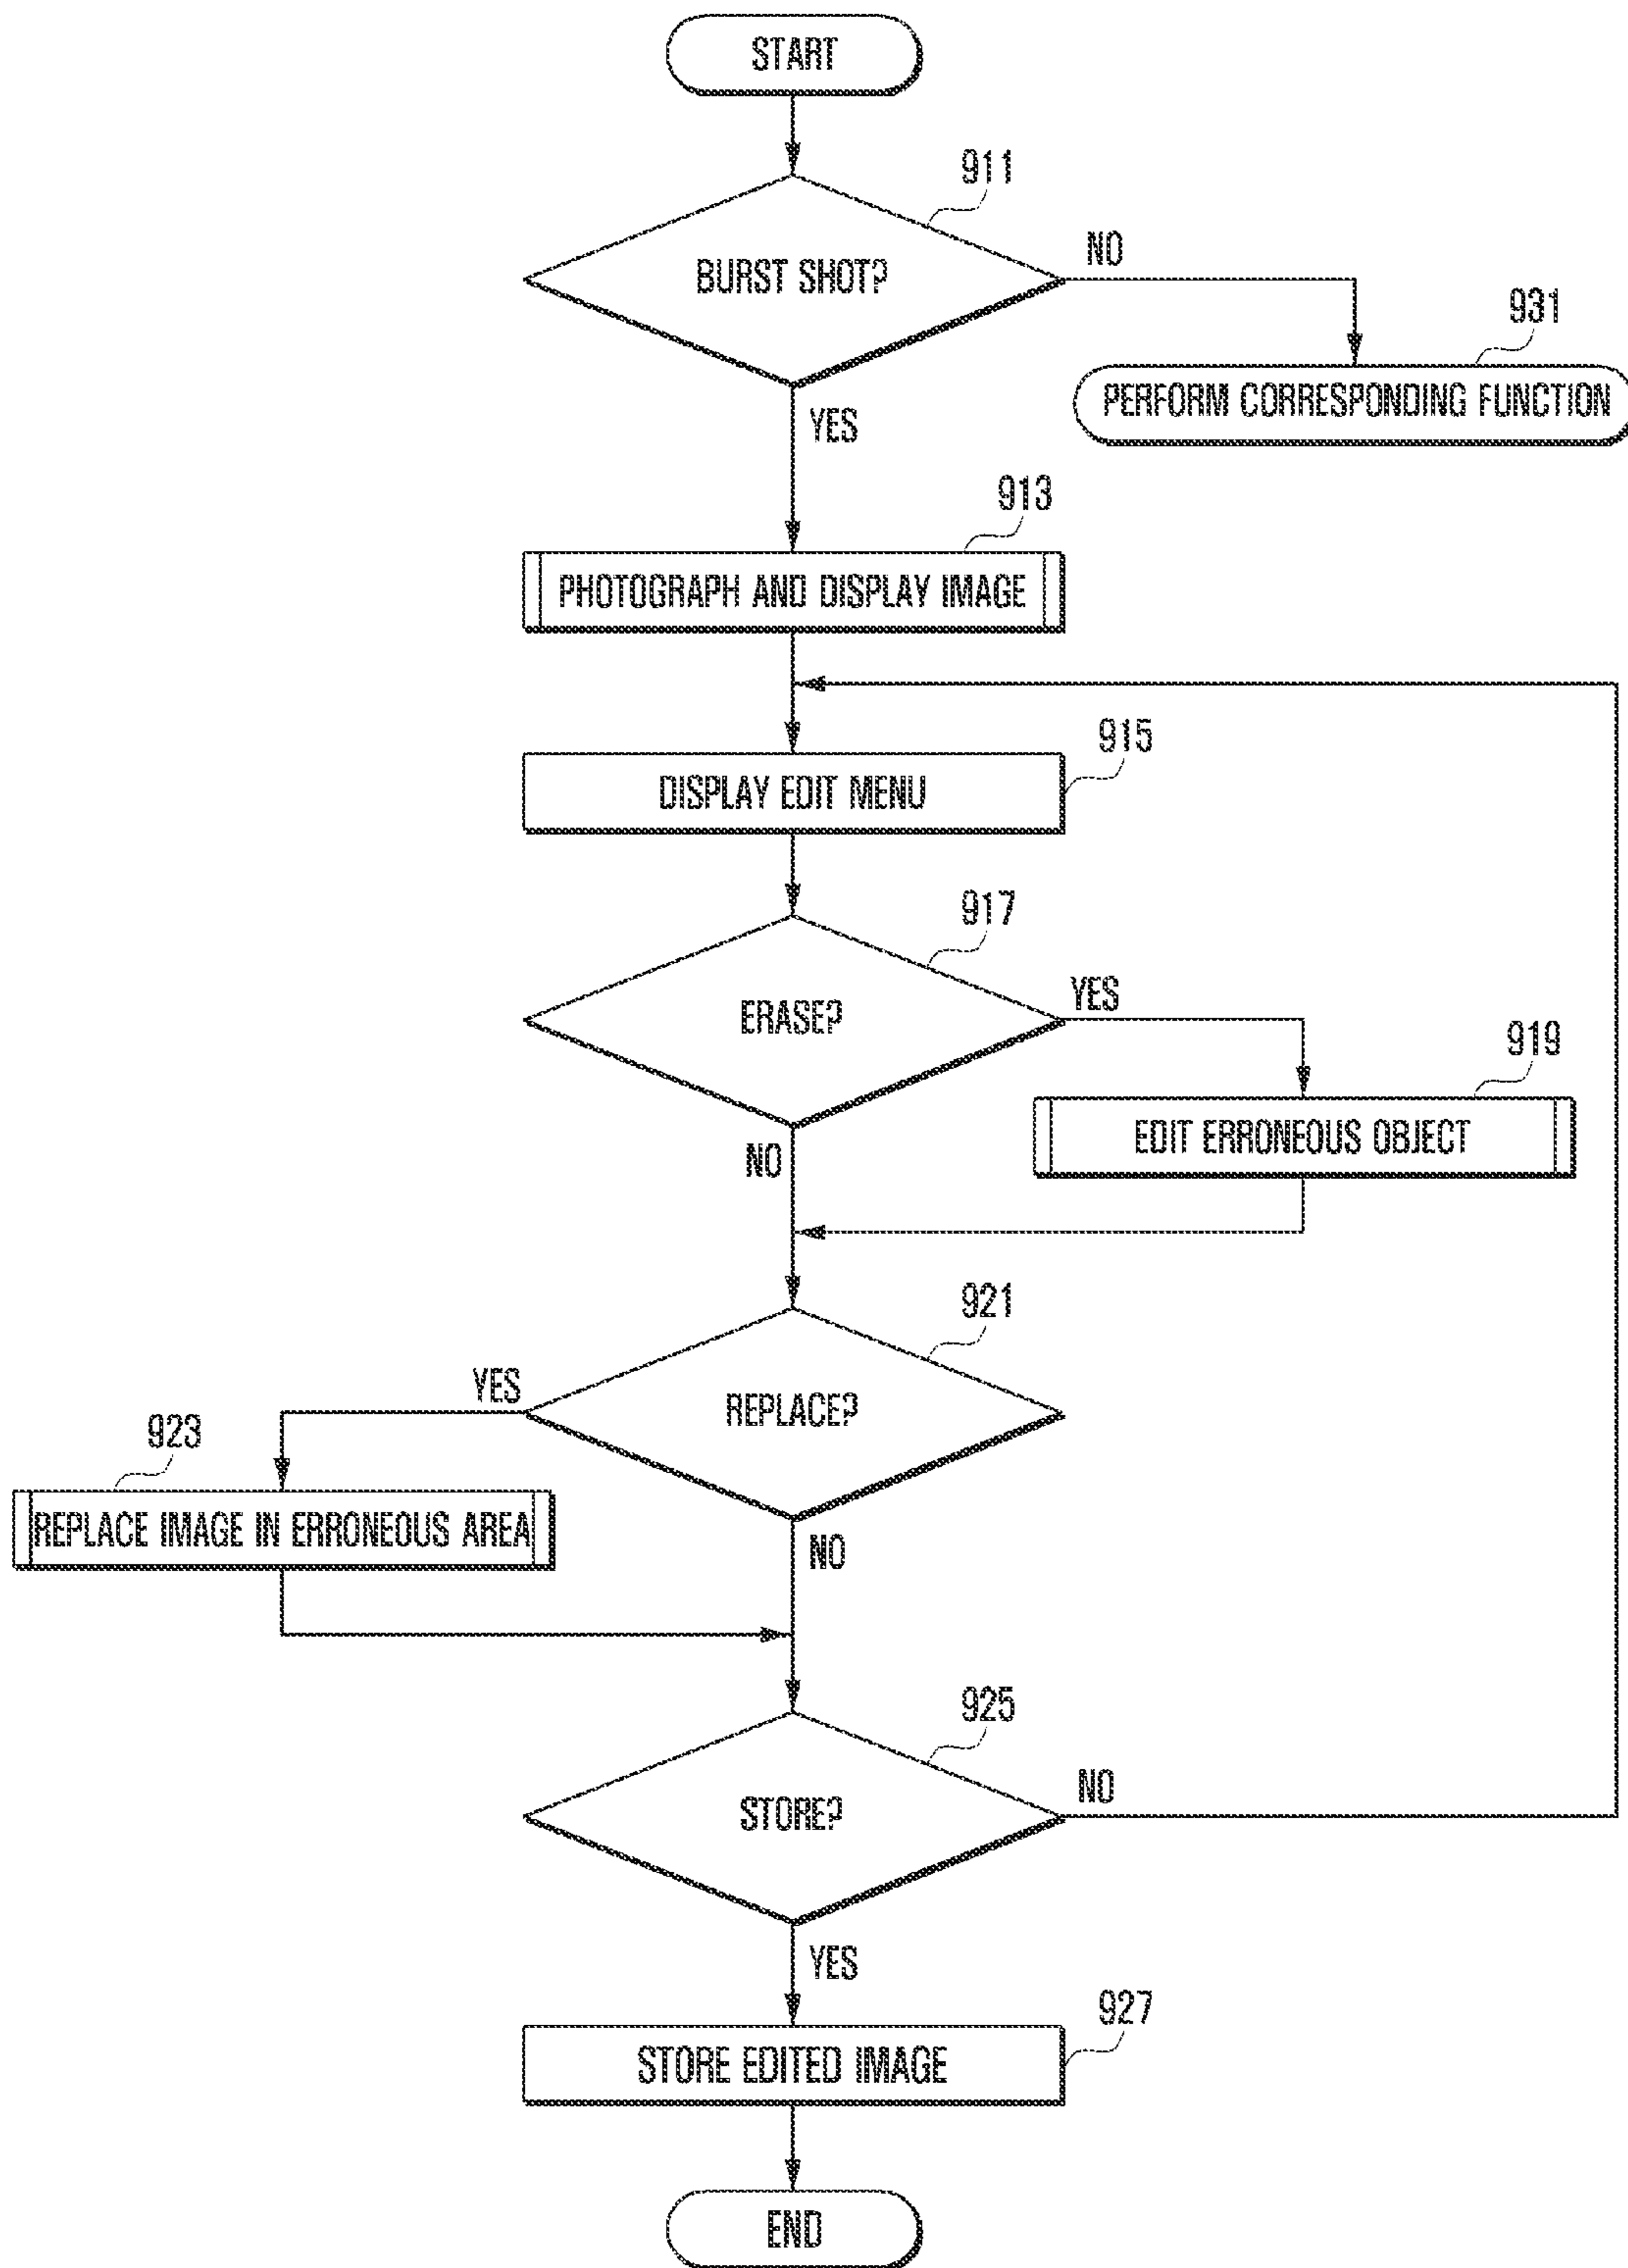 START
911
BURST SHOT?
NO
931
PERFORM CORRESPONDING FUNCTION
YES
913
PHOTOGRAPH AND DISPLAY IMAGE
915
DISPLAY EDIT MENU
917
ERASE?
YES
919
EDIT ERRONEOUS OBJECT
NO
921
REPLACE?
YES
923
REPLACE IMAGE IN ERRONEOUS AREA
NO
925
STORE?
NO
YES
927
STORE EDITED IMAGE
END